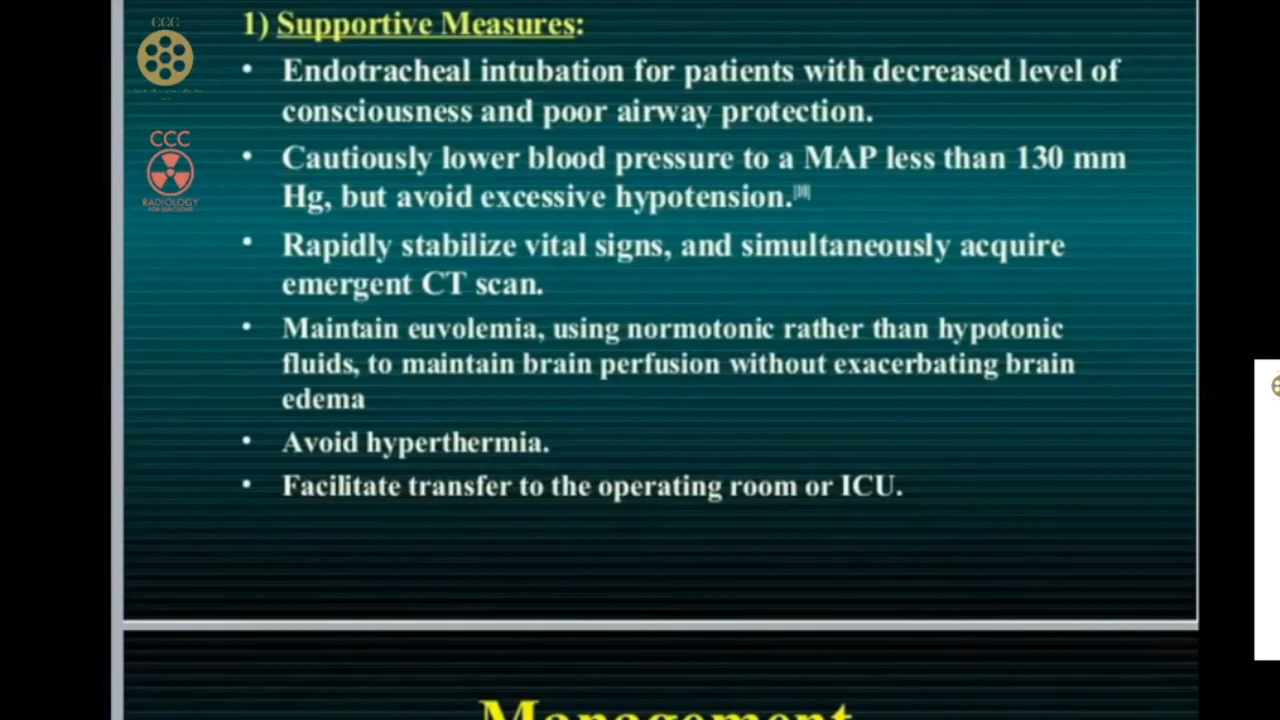 CCC
CCC
RADIOLOGY
1) Supportive Measures:
• Endotracheal intubation for patients with decreased level of
consciousness and poor airway protection.
• Cautiously lower blood pressure to a MAP less than 130 mm
Hg, but avoid excessive hypotension.
• Rapidly stabilize vital signs, and simultaneously acquire
emergent CT scan.
• Maintain euvolemia, using normotonic rather than hypotonic
fluids, to maintain brain perfusion without exacerbating brain
edema
• Avoid hyperthermia.
• Facilitate transfer to the operating room or ICU.
Management